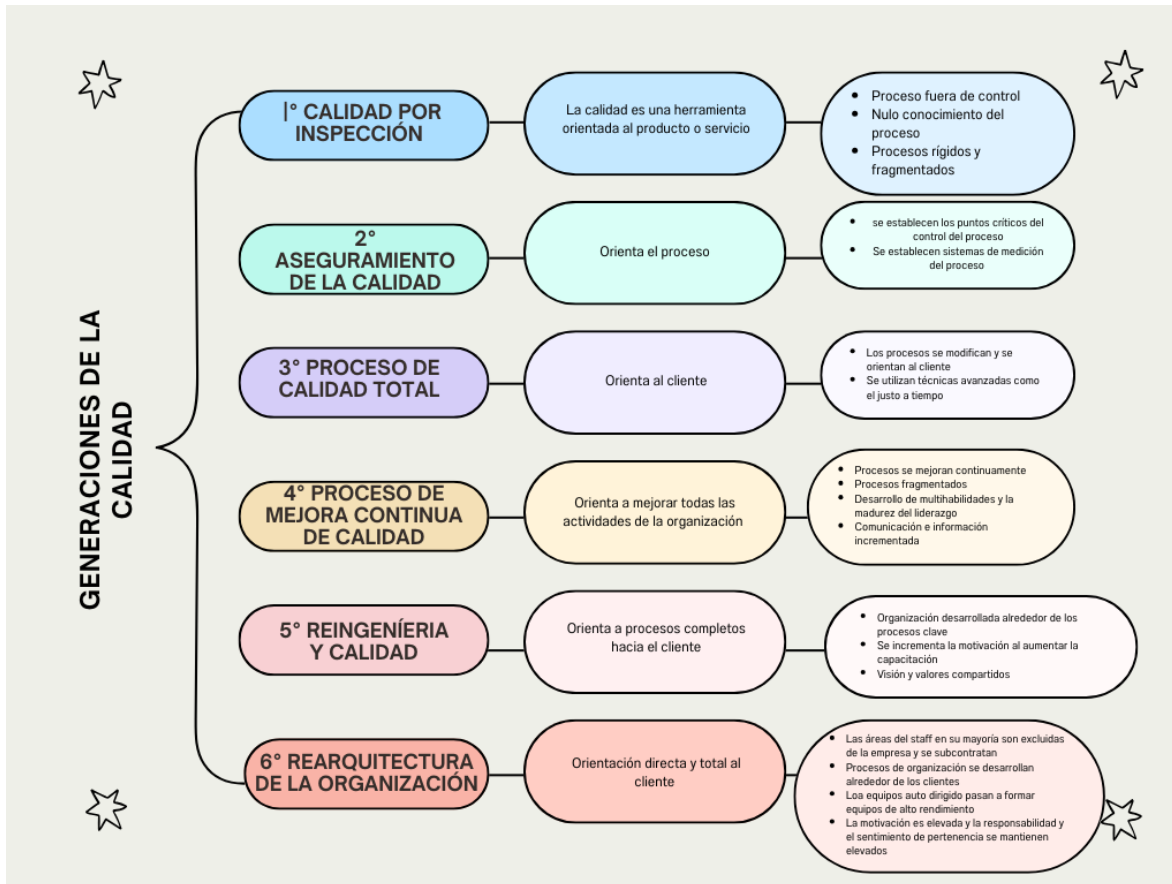 GENERACIONES DE LA
CALIDAD
|° CALIDAD POR
INSPECCIÓN
La calidad es una herramienta
orientada al producto o servicio
• Proceso fuera de control
• Nulo conocimiento del
proceso
• Procesos rígidos y
fragmentados
2°
ASEGURAMIENTO
DE LA CALIDAD
Orienta el proceso
• se establecen los puntos críticos del
control del proceso
• Se establecen sistemas de medición
del proceso
3° PROCESO DE
CALIDAD TOTAL
Orienta al cliente
• Los procesos se modifican y se
orientan al cliente
• Se utilizan técnicas avanzadas como
el justo a tiempo
4° PROCESO DE
MEJORA CONTINUA
DE CALIDAD
Orienta a mejorar todas las
actividades de la organización
• Procesos se mejoran continuamente
• Procesos fragmentados
• Desarrollo de multihabilidades y la
madurez del liderazgo
• Comunicación e información
incrementada
5° REINGENÍERIA
Y CALIDAD
Orienta a procesos completos
hacia el cliente
• Organización desarrollada alrededor de los
procesos clave
• Se incrementa la motivación al aumentar la
capacitación
• Visión y valores compartidos
6° REARQUITECTURA
DE LA ORGANIZACIÓN
Orientación directa y total al
cliente
• Las áreas del staff en su mayoría son excluidas
de la empresa y se subcontratan
• Procesos de organización se desarrollan
alrededor de los clientes
• Loa equipos auto dirigido pasan a formar
equipos de alto rendimiento
• La motivación es elevada y la responsabilidad y
el sentimiento de pertenencia se mantienen
elevados